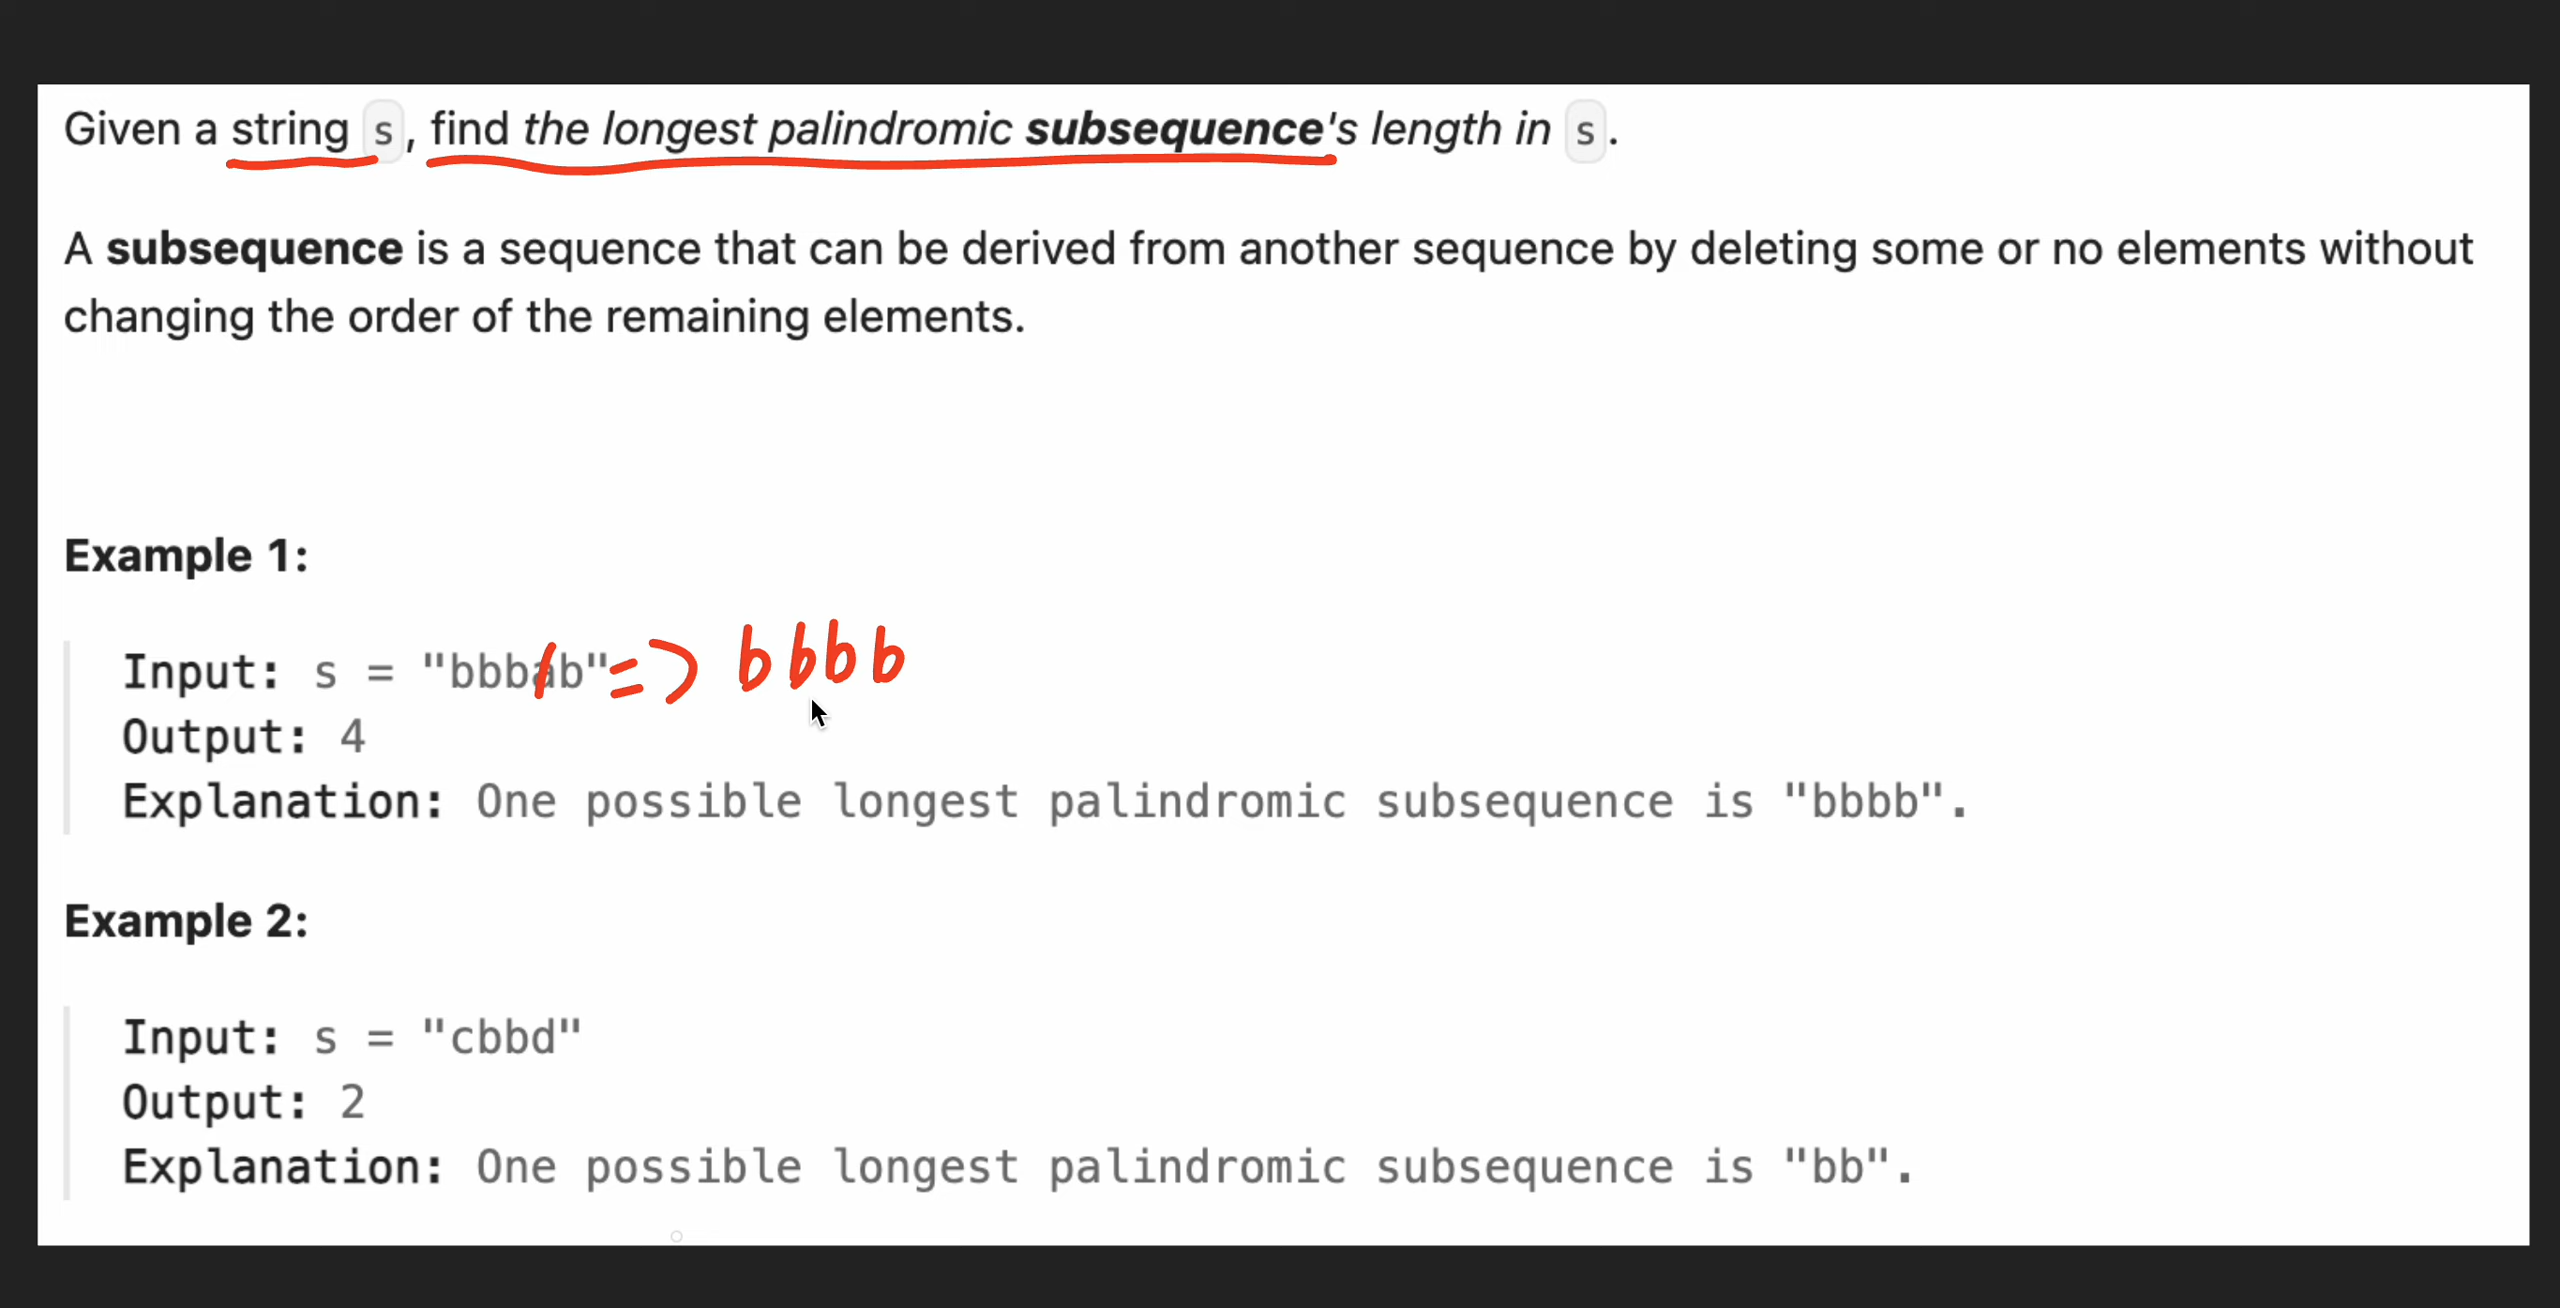 Given a string s, find the longest palindromic subsequence's length in s.
A subsequence is a sequence that can be derived from another sequence by deleting some or no elements without
changing the order of the remaining elements.
Example 1:
Input: s = "bbbab" => bbbb
Output: 4
Explanation: One possible longest palindromic subsequence is "bbbb".
Example 2:
Input: s = "cbbd"
Output: 2
Explanation: One possible longest palindromic subsequence is "bb".